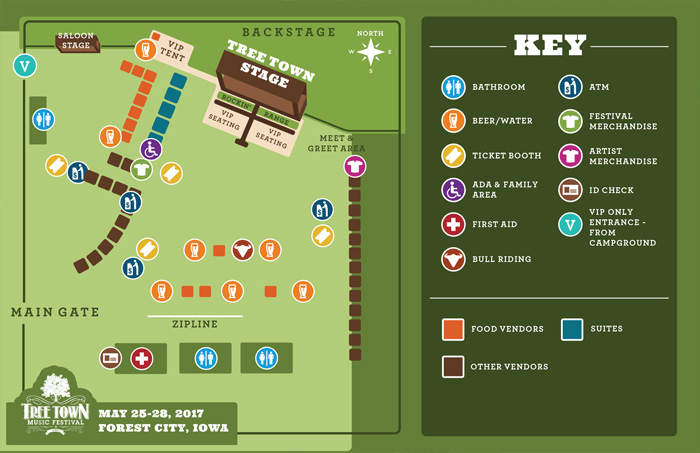 SALOON
STAGE
BACKSTAGE
NORTH
W
E
S
VIP
TENT
TREE TOWN
STAGE
ROCKIN'
RANGE
VIP
SEATING
VIP
SEATING
MEET &
GREET AREA
V
MAIN GATE
ZIPLINE
TREE TOWN
MUSIC FESTIVAL
MAY 25-28, 2017
FOREST CITY, IOWA
KEY
BATHROOM
BEER/WATER
TICKET BOOTH
ADA & FAMILY
AREA
FIRST AID
BULL RIDING
ATM
FESTIVAL
MERCHANDISE
ARTIST
MERCHANDISE
ID CHECK
V
VIP ONLY
ENTRANCE -
FROM
CAMPGROUND
FOOD VENDORS
SUITES
OTHER VENDORS